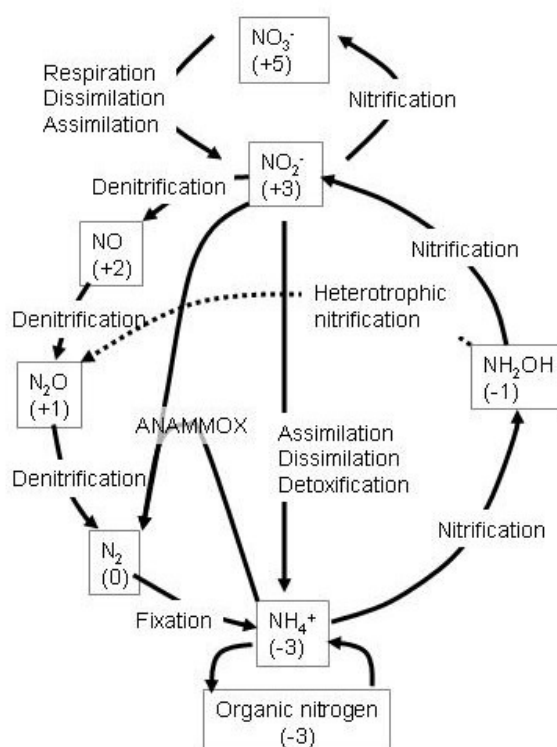 NO₃⁻
(+5)
Respiration
Dissimilation
Assimilation
Nitrification
NO₂⁻
(+3)
Denitrification
NO
(+2)
Nitrification
Denitrification
Heterotrophic
nitrification
N₂O
(+1)
NH₂OH
(-1)
ANAMMOX
Assimilation
Dissimilation
Detoxification
Denitrification
Nitrification
N₂
(0)
Fixation
NH₄⁺
(-3)
Organic nitrogen
(-3)